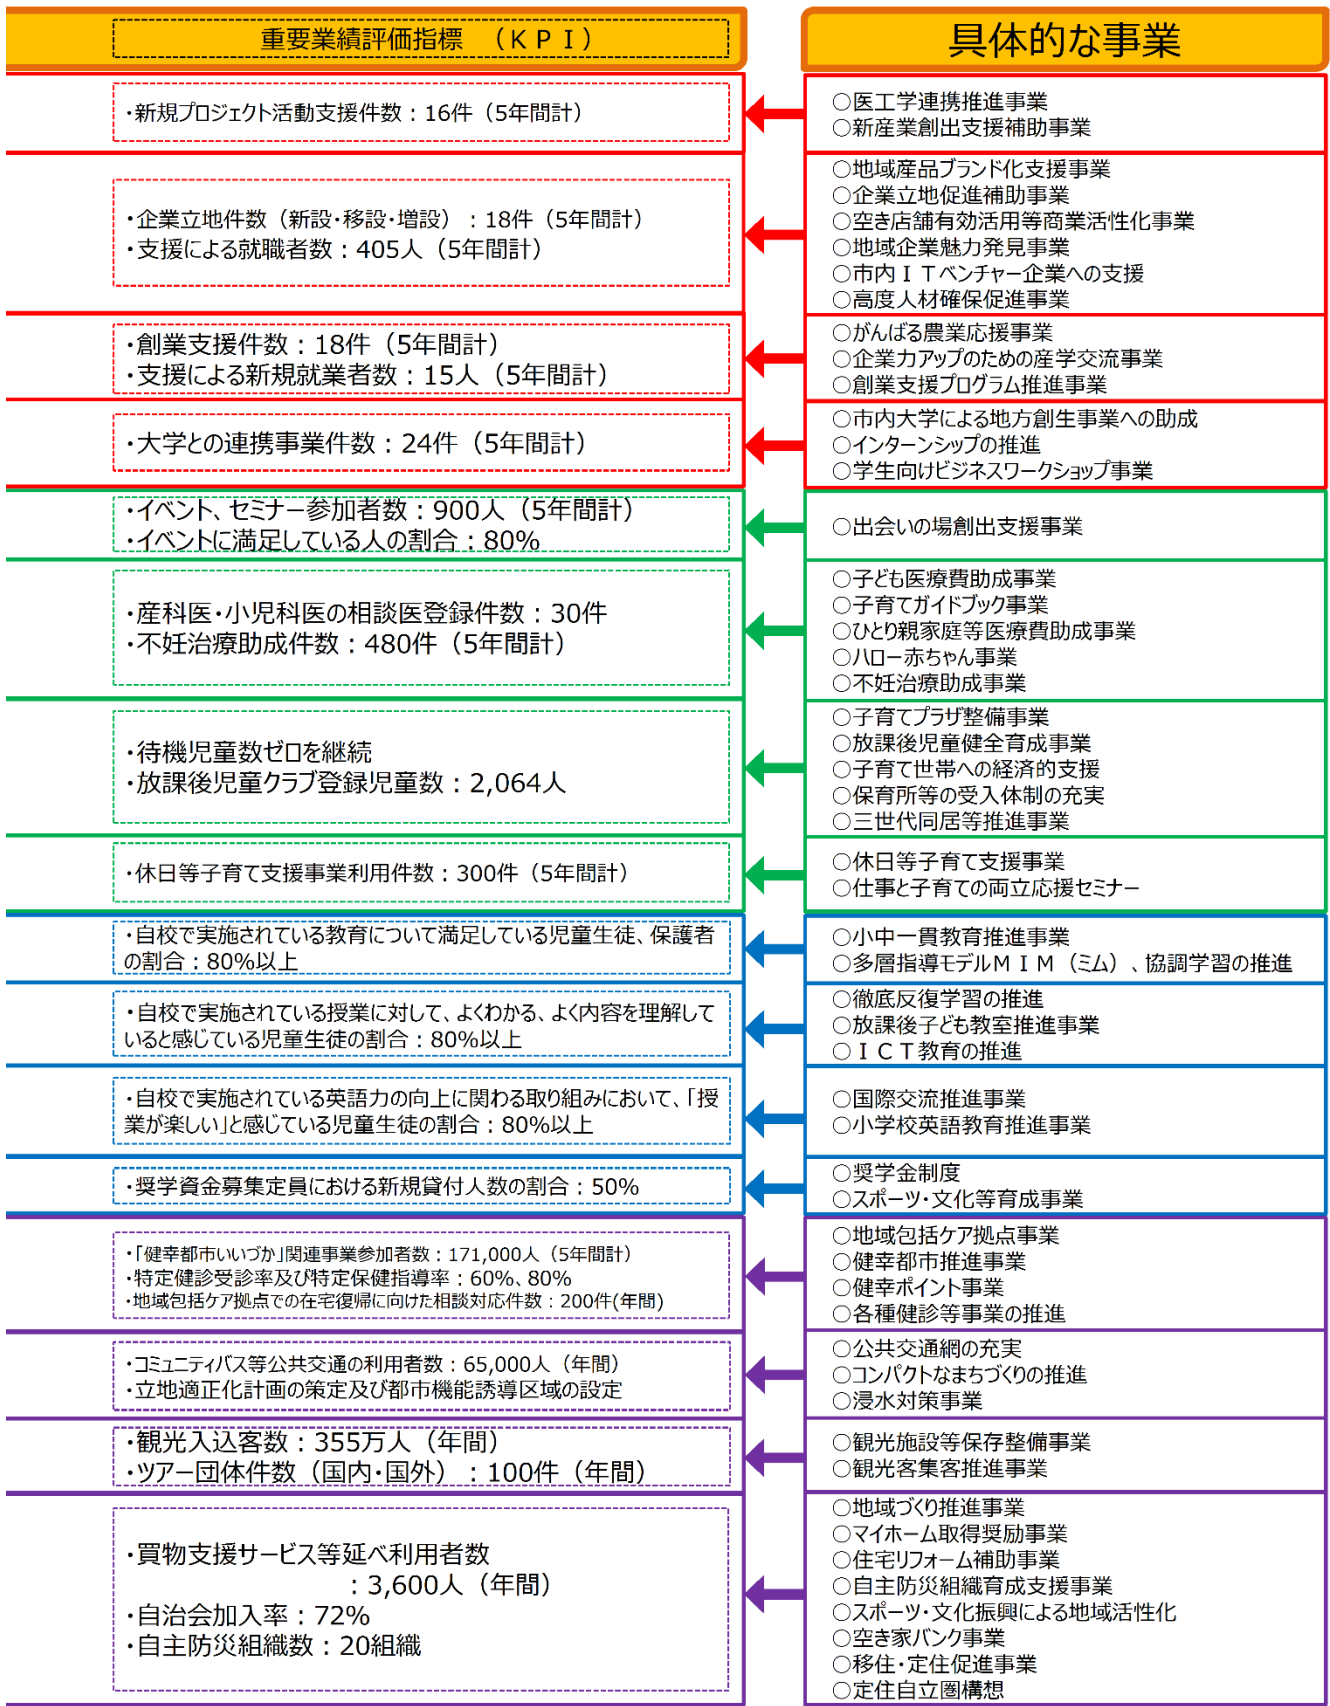 重要業績評価指標　（ＫＰＩ）
具体的な事業
・新規プロジェクト活動支援件数：16件（5年間計）
○医工学連携推進事業
○新産業創出支援補助事業
・企業立地件数（新設・移設・増設）：18件（5年間計）
・支援による就職者数：405人（5年間計）
○地域産品ブランド化支援事業
○企業立地促進補助事業
○空き店舗有効活用等商業活性化事業
○地域企業魅力発見事業
○市内ＩＴベンチャー企業への支援
○高度人材確保促進事業
・創業支援件数：18件（5年間計）
・支援による新規就業者数：15人（5年間計）
○がんばる農業応援事業
○企業力アップのための産学交流事業
○創業支援プログラム推進事業
・大学との連携事業件数：24件（5年間計）
○市内大学による地方創生事業への助成
○インターンシップの推進
○学生向けビジネスワークショップ事業
・イベント、セミナー参加者数：900人（5年間計）
・イベントに満足している人の割合：80%
○出会いの場創出支援事業
・産科医・小児科医の相談医登録件数：30件
・不妊治療助成件数：480件（5年間計）
○子ども医療費助成事業
○子育てガイドブック事業
○ひとり親家庭等医療費助成事業
○ハロー赤ちゃん事業
○不妊治療助成事業
・待機児童数ゼロを継続
・放課後児童クラブ登録児童数：2,064人
○子育てプラザ整備事業
○放課後児童健全育成事業
○子育て世帯への経済的支援
○保育所等の受入体制の充実
○三世代同居等推進事業
・休日等子育て支援事業利用件数：300件（5年間計）
○休日等子育て支援事業
○仕事と子育ての両立応援セミナー
・自校で実施されている教育について満足している児童生徒、保護者
の割合：80%以上
○小中一貫教育推進事業
○多層指導モデルＭＩＭ（ミム）、協調学習の推進
・自校で実施されている授業に対して、よくわかる、よく内容を理解して
いると感じている児童生徒の割合：80%以上
○徹底反復学習の推進
○放課後子ども教室推進事業
○ＩＣＴ教育の推進
・自校で実施されている英語力の向上に関わる取り組みにおいて、「授
業が楽しい」と感じている児童生徒の割合：80%以上
○国際交流推進事業
○小学校英語教育推進事業
・奨学資金募集定員における新規貸付人数の割合：50%
○奨学金制度
○スポーツ・文化等育成事業
・「健幸都市いいづか」関連事業参加者数：171,000人（5年間計）
・特定健診受診率及び特定保健指導率：60%、80%
・地域包括ケア拠点での在宅復帰に向けた相談対応件数：200件(年間)
○地域包括ケア拠点事業
○健幸都市推進事業
○健幸ポイント事業
○各種健診等事業の推進
・コミュニティバス等公共交通の利用者数：65,000人（年間）
・立地適正化計画の策定及び都市機能誘導区域の設定
○公共交通網の充実
○コンパクトなまちづくりの推進
○浸水対策事業
・観光入込客数：355万人（年間）
・ツアー団体件数（国内・国外）：100件（年間）
○観光施設等保存整備事業
○観光客集客推進事業
・買物支援サービス等延べ利用者数
：3,600人（年間）
・自治会加入率：72%
・自主防災組織数：20組織
○地域づくり推進事業
○マイホーム取得奨励事業
○住宅リフォーム補助事業
○自主防災組織育成支援事業
○スポーツ・文化振興による地域活性化
○空き家バンク事業
○移住・定住促進事業
○定住自立圏構想